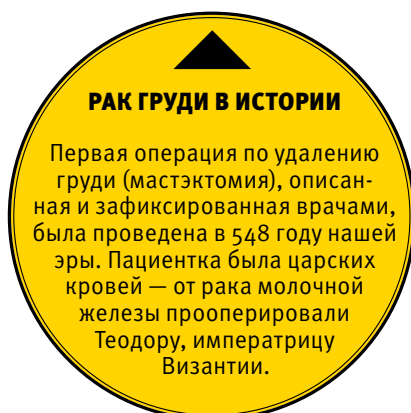 РАК ГРУДИ В ИСТОРИИ
Первая операция по удалению
груди (мастэктомия), описан-
ная и зафиксированная врачами,
была проведена в 548 году нашей
эры. Пациентка была царских
кровей — от рака молочной
железы прооперировали
Теодору, императрицу
Византии.